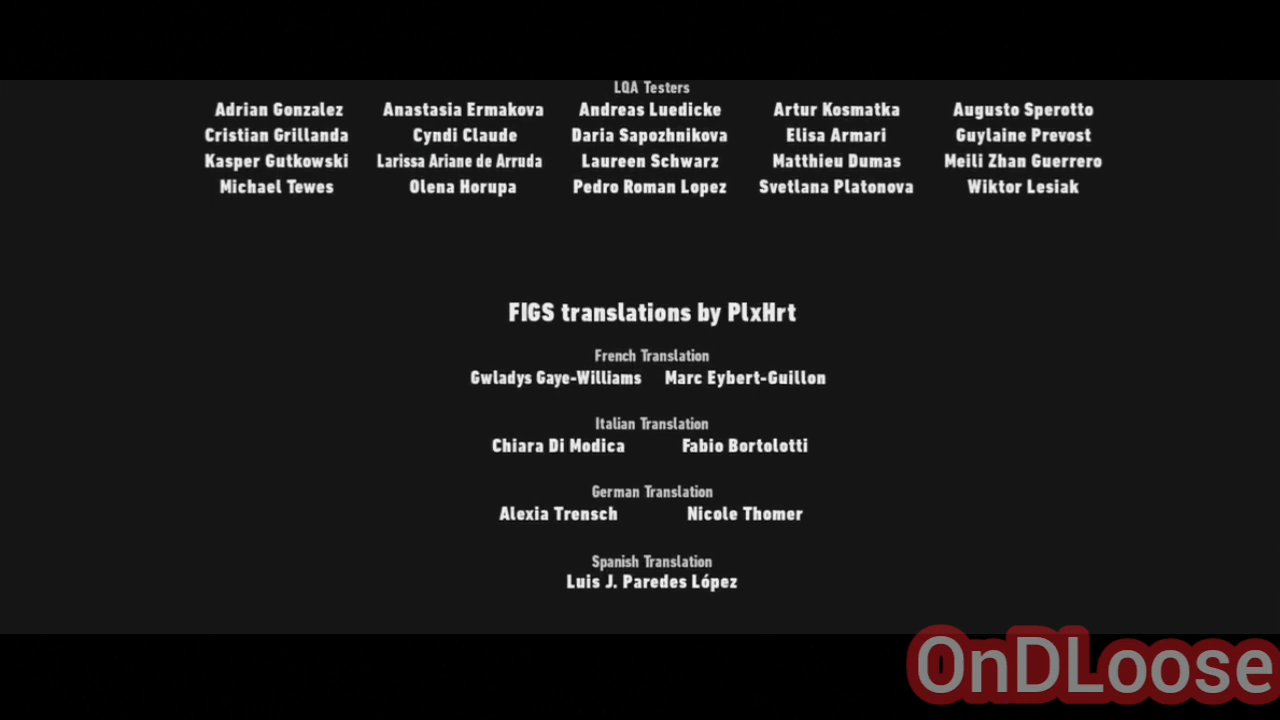 LQA Testers
Adrian Gonzalez Anastasia Ermakova Andreas Luedicke Artur Kosmatka Augusto Sperotto
Cristian Grillanda Cyndi Claude Daria Sapozhnikova Elisa Armari Guylaine Prevost
Kasper Gutkowski Larissa Ariane de Arruda Laureen Schwarz Matthieu Dumas Meili Zhan Guerrero
Michael Tewes Olena Horupa Pedro Roman Lopez Svetlana Platonova Wiktor Lesiak
FIGS translations by PlxHrt
French Translation
Gwladys Gaye-Williams Marc Eybert-Guillon
Italian Translation
Chiara Di Modica Fabio Bortolotti
German Translation
Alexia Trensch Nicole Thomer
Spanish Translation
Luis J. Paredes López
OnDLoose